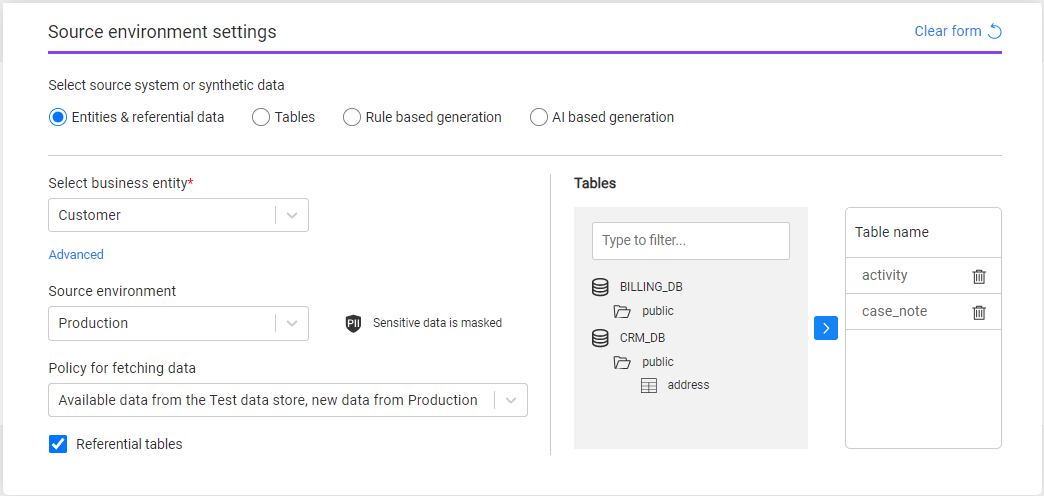 Source environment settings
Clear form
Select source system or synthetic data
Entities & referential data
Tables
Rule based generation
AI based generation
Select business entity*
Customer
Advanced
Source environment
Production
PII
Sensitive data is masked
Policy for fetching data
Available data from the Test data store, new data from Production
Referential tables
Tables
Type to filter...
BILLING_DB
public
CRM_DB
public
address
Table name
activity
case_note